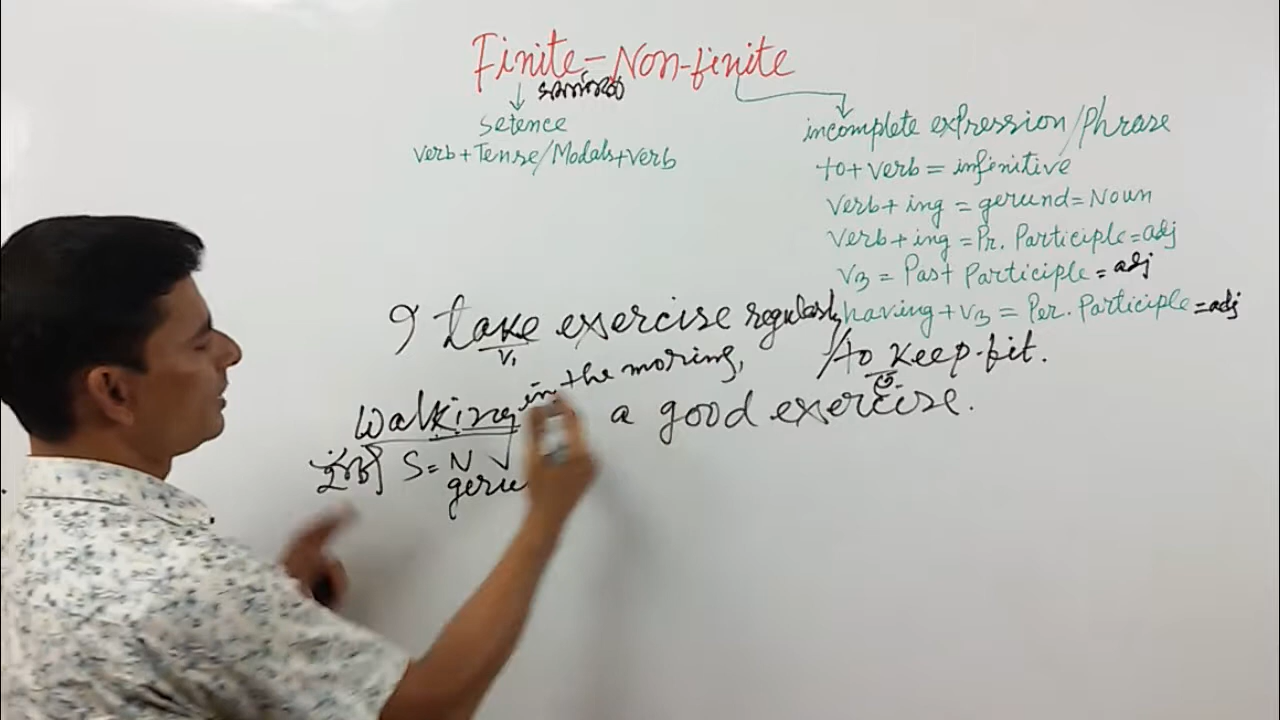 Finite-Non-finite
setence
verb+Tense/Modals+verb
incomplete expression/Phrase
to+verb = infinitive
verb+ing = gerund=Noun
verb+ing =Pr. Participle=adj
V3 = Past Participle = adj
having+V3 = Per. Participle =adj
I take exercise regularly
V1
/to keep-fit.
Walking in the moring,
a good exercise.
S= N
geru